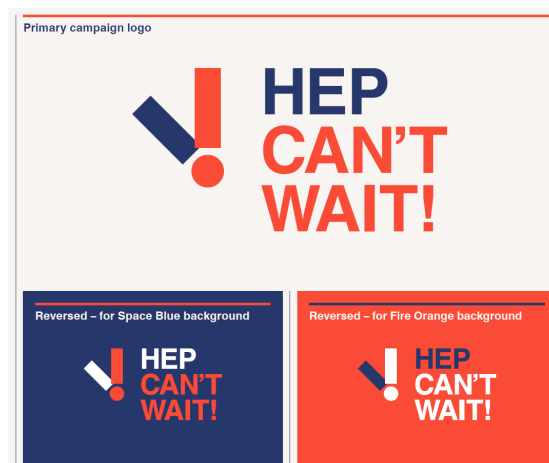 Primary campaign logo
HEP
CAN'T
WAIT!
Reversed – for Space Blue background
HEP
CAN'T
WAIT!
Reversed – for Fire Orange background
HEP
CAN'T
WAIT!